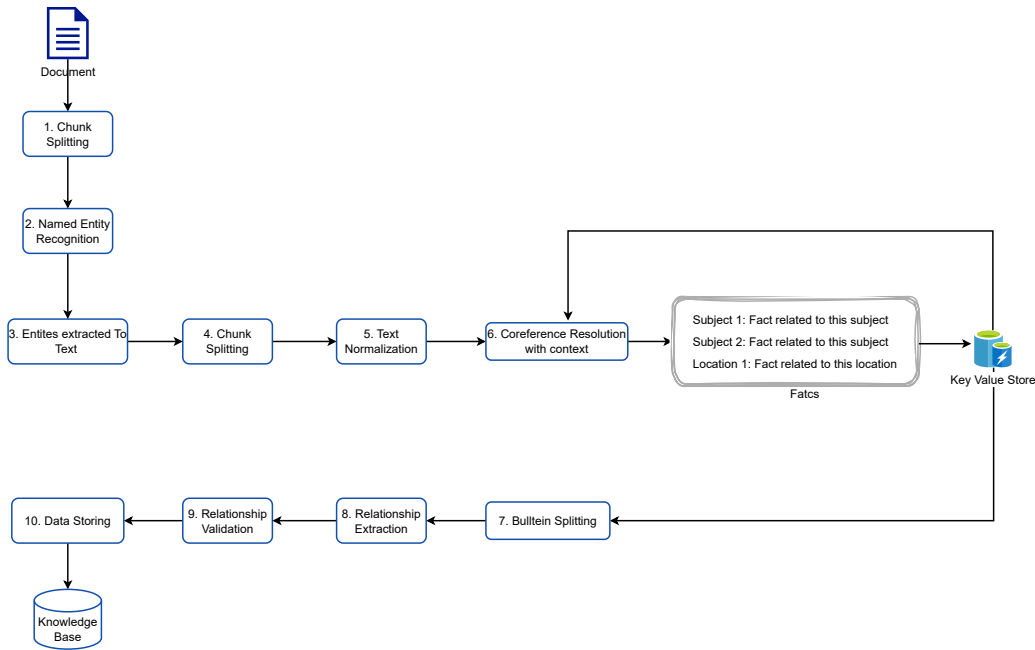 Document
1. Chunk
Splitting
2. Named Entity
Recognition
3. Entites extracted To
Text
4. Chunk
Splitting
5. Text
Normalization
6. Coreference Resolution
with context
Subject 1: Fact related to this subject
Subject 2: Fact related to this subject
Location 1: Fact related to this location
Fatcs
Key Value Store
7. Bulltein Splitting
8. Relationship
Extraction
9. Relationship
Validation
10. Data Storing
Knowledge
Base